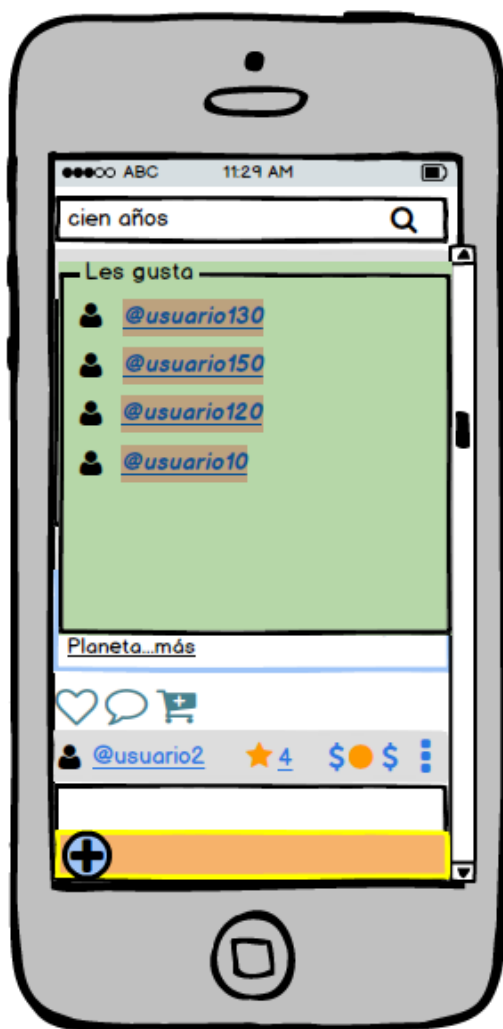 ABC 11:29 AM
cien años
Les gusta
@usuario130
@usuario150
@usuario120
@usuario10
Planeta...más
@usuario2 4 $ $